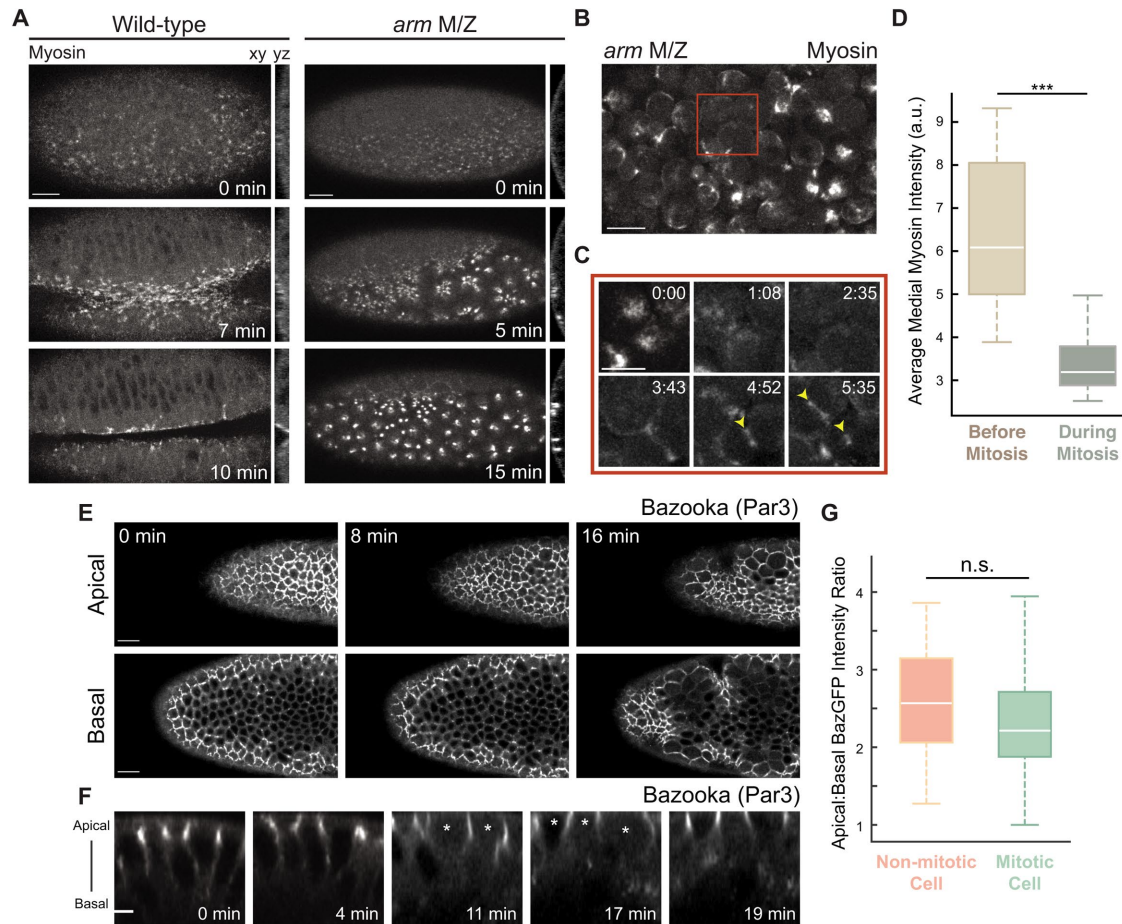 A
Wild-type
arm M/Z
Myosin
xy yz
0 min
0 min
7 min
5 min
10 min
15 min
B
arm M/Z
Myosin
C
0:00
1:08
2:35
3:43
4:52
5:35
D
***
Average Medial Myosin Intensity (a.u.)
9
8
7
6
5
4
3
Before
Mitosis
During
Mitosis
E
Bazooka (Par3)
0 min
8 min
16 min
Apical
Basal
F
Bazooka (Par3)
Apical
Basal
* *
* * *
0 min
4 min
11 min
17 min
19 min
G
n.s.
Apical:Basal BazGFP Intensity Ratio
4
3
2
1
Non-mitotic
Cell
Mitotic
Cell